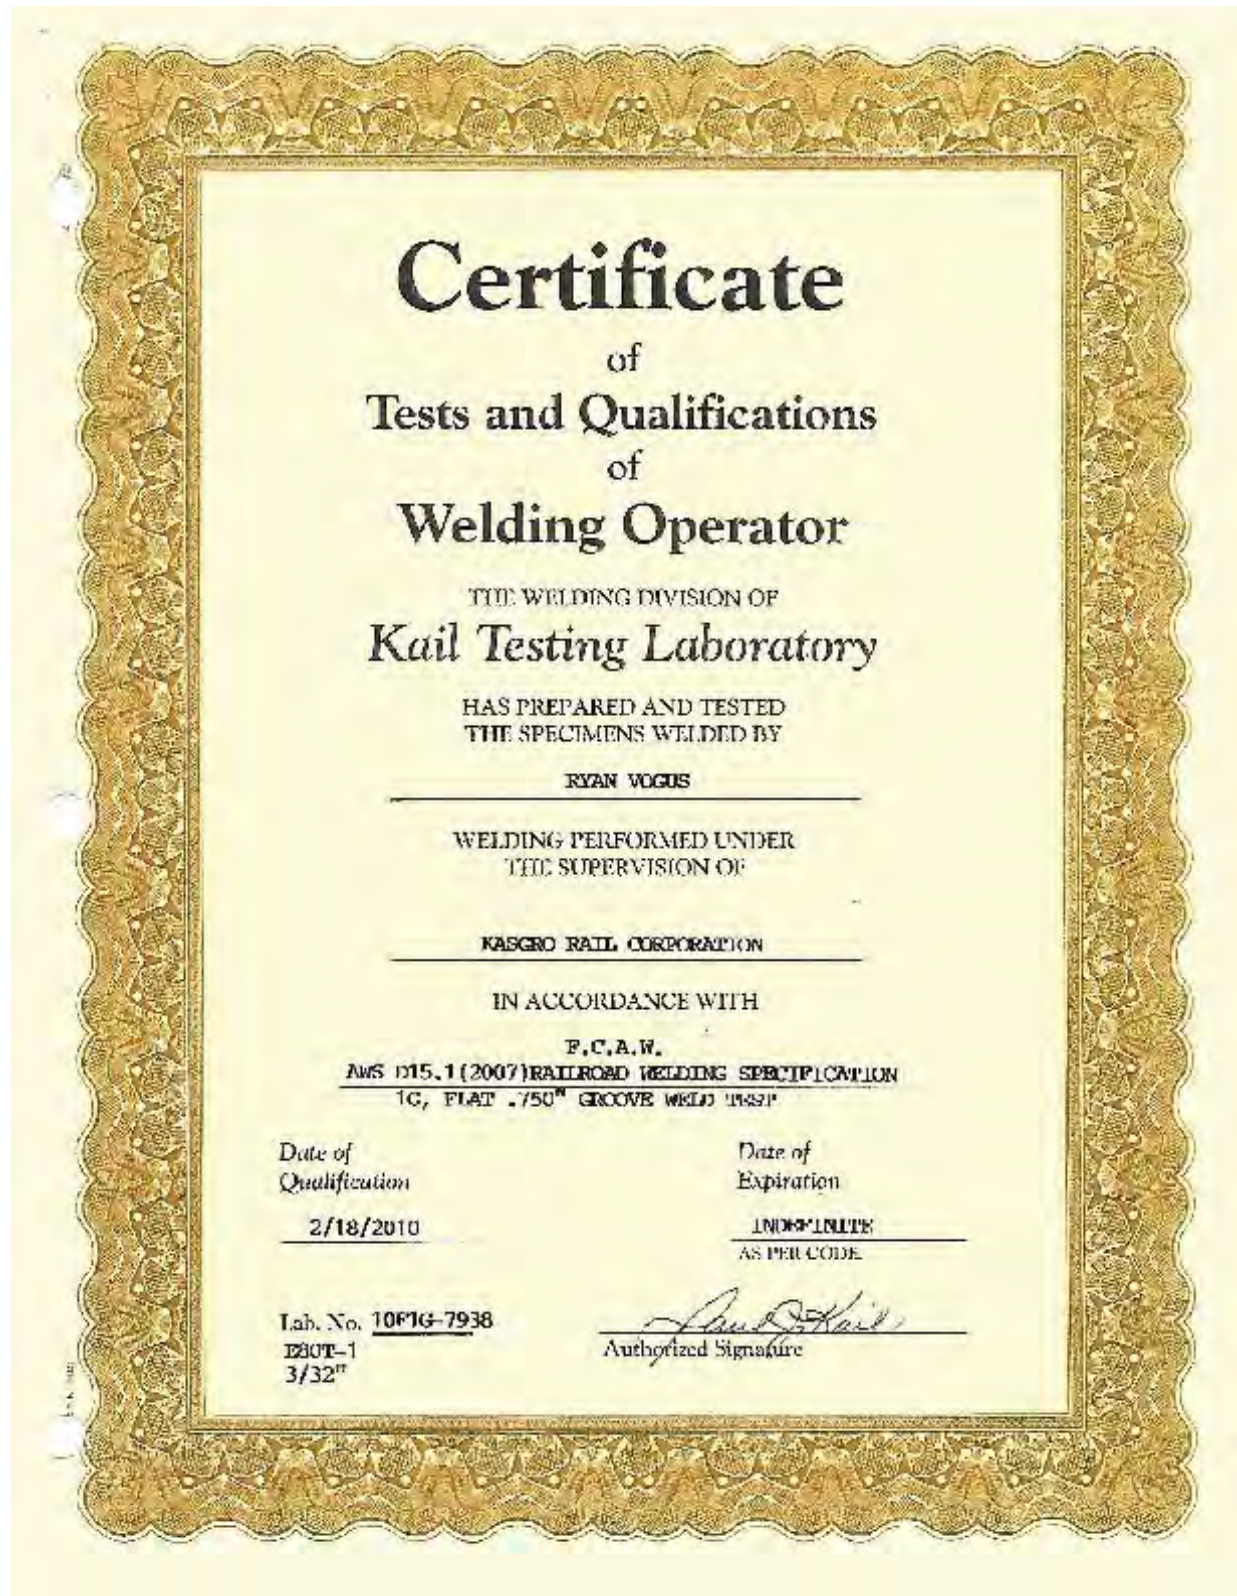 Certificate
of
Tests and Qualifications
of
Welding Operator
THE WELDING DIVISION OF
Kail Testing Laboratory
HAS PREPARED AND TESTED
THE SPECIMENS WELDED BY
RYAN VOGUS
WELDING PERFORMED UNDER
THE SUPERVISION OF
KASGRO RAIL CORPORATION
IN ACCORDANCE WITH
F.C.A.W.
AWS D15.1(2007)RAILROAD WELDING SPECIFICATION
1G, FLAT .750" GROOVE WELD TEST
Date of Qualification
Date of Expiration
2/18/2010
INDEFINITE
AS PER CODE
Lab. No. 10F1G-7938
E80T-1
3/32"
Kail
Authorized Signature